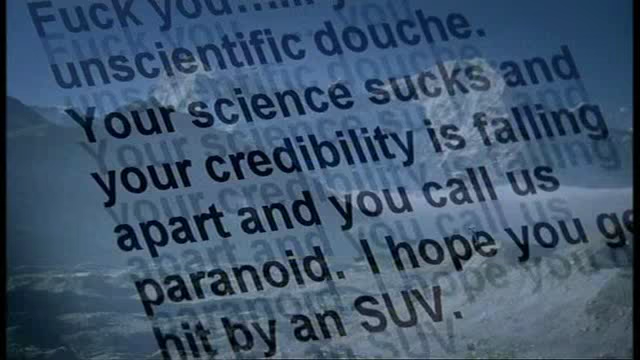 Fuck you......
unscientific douche.
Your science sucks and
your credibility is falling
apart and you call us
paranoid.  I hope you ge
hit by an SUV.